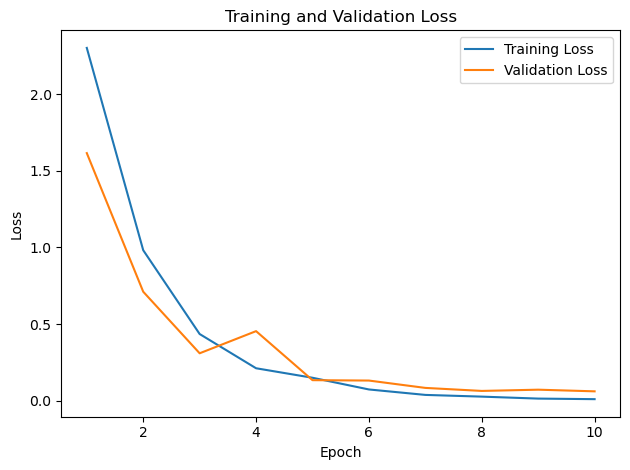 Training and Validation Loss
Training Loss
Validation Loss
2.0
1.5
1.0
0.5
0.0
Loss
2 4 6 8 10
Epoch